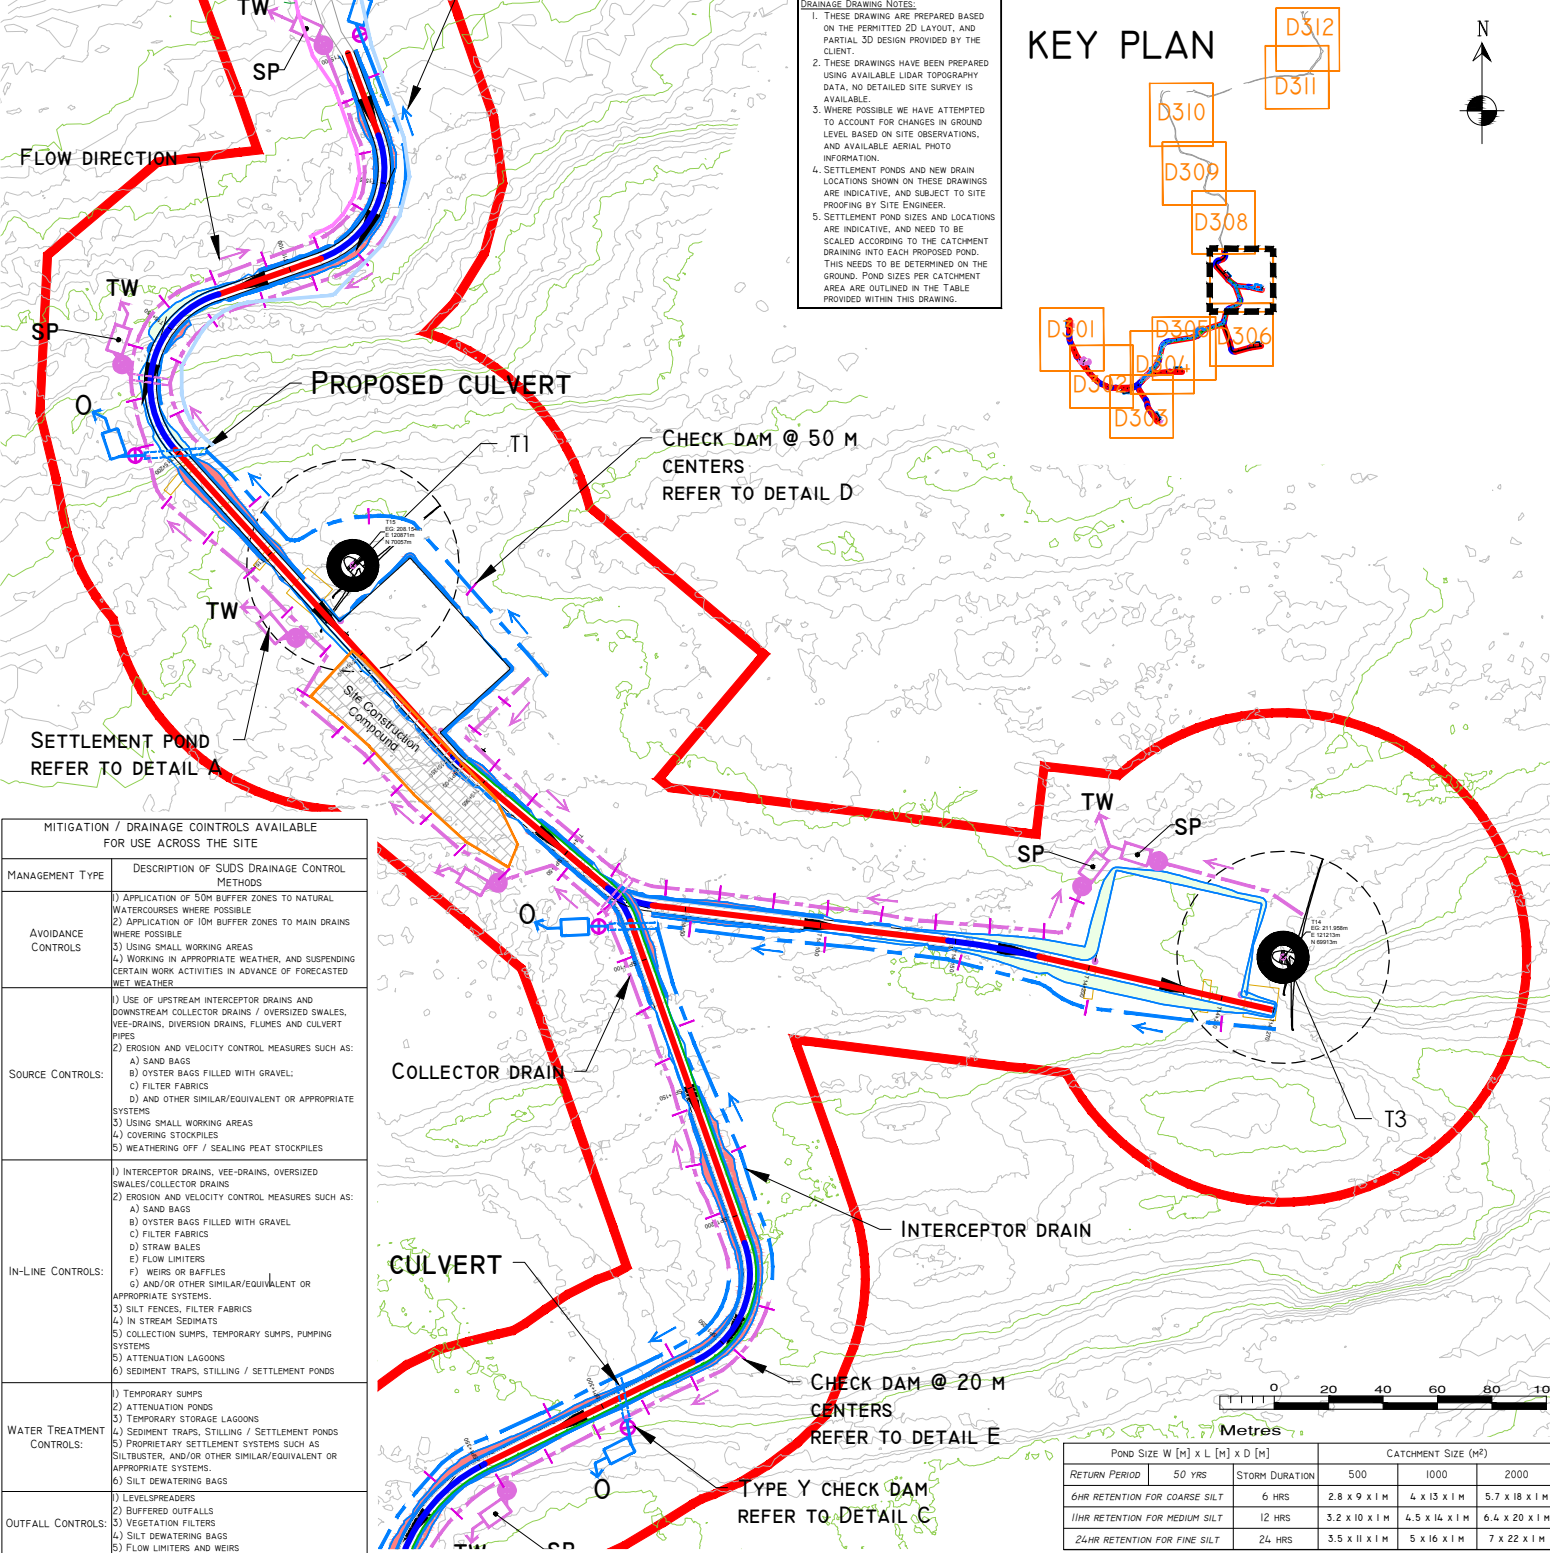 DRAINAGE DRAWING NOTES:
1. THESE DRAWING ARE PREPARED BASED
ON THE PERMITTED 2D LAYOUT, AND
PARTIAL 3D DESIGN PROVIDED BY THE
CLIENT.
2. THESE DRAWINGS HAVE BEEN PREPARED
USING AVAILABLE LIDAR TOPOGRAPHY
DATA, NO DETAILED SITE SURVEY IS
AVAILABLE.
3. WHERE POSSIBLE WE HAVE ATTEMPTED
TO ACCOUNT FOR CHANGES IN GROUND
LEVEL BASED ON SITE OBSERVATIONS,
AND AVAILABLE AERIAL PHOTO
INFORMATION.
4. SETTLEMENT PONDS AND NEW DRAIN
LOCATIONS SHOWN ON THESE DRAWINGS
ARE INDICATIVE, AND SUBJECT TO SITE
PROOFING BY SITE ENGINEER.
5. SETTLEMENT POND SIZES AND LOCATIONS
ARE INDICATIVE, AND NEED TO BE
SCALED ACCORDING TO THE CATCHMENT
DRAINING INTO EACH PROPOSED POND.
THIS NEEDS TO BE DETERMINED ON THE
GROUND. POND SIZES PER CATCHMENT
AREA ARE OUTLINED IN THE TABLE
PROVIDED WITHIN THIS DRAWING.
KEY PLAN
N
D312
D311
D310
D309
D308
D301
D305
D306
D304
D302
D303
TW
SP
FLOW DIRECTION
TW
SP
O
PROPOSED CULVERT
T1
CHECK DAM @ 50 M
CENTERS
REFER TO DETAIL D
T15
EG: 208.154m
E 120871m
N 70057m
TW
Site Construction
Compound
SETTLEMENT POND
REFER TO DETAIL A
TW
SP
SP
O
T14
EG: 211.958m
E 121213m
N 69913m
T3
COLLECTOR DRAIN
INTERCEPTOR DRAIN
CULVERT
CHECK DAM @ 20 M
CENTERS
REFER TO DETAIL E
TYPE Y CHECK DAM
REFER TO DETAIL C
O
TW
SP
MITIGATION / DRAINAGE COINTROLS AVAILABLE
FOR USE ACROSS THE SITE
MANAGEMENT TYPE
DESCRIPTION OF SUDS DRAINAGE CONTROL
METHODS
AVOIDANCE
CONTROLS
1) APPLICATION OF 50M BUFFER ZONES TO NATURAL
WATERCOURSES WHERE POSSIBLE
2) APPLICATION OF 10M BUFFER ZONES TO MAIN DRAINS
WHERE POSSIBLE
3) USING SMALL WORKING AREAS
4) WORKING IN APPROPRIATE WEATHER, AND SUSPENDING
CERTAIN WORK ACTIVITIES IN ADVANCE OF FORECASTED
WET WEATHER
SOURCE CONTROLS:
1) USE OF UPSTREAM INTERCEPTOR DRAINS AND
DOWNSTREAM COLLECTOR DRAINS / OVERSIZED SWALES,
VEE-DRAINS, DIVERSION DRAINS, FLUMES AND CULVERT
PIPES
2) EROSION AND VELOCITY CONTROL MEASURES SUCH AS:
A) SAND BAGS
B) OYSTER BAGS FILLED WITH GRAVEL;
C) FILTER FABRICS
D) AND OTHER SIMILAR/EQUIVALENT OR APPROPRIATE
SYSTEMS
3) USING SMALL WORKING AREAS
4) COVERING STOCKPILES
5) WEATHERING OFF / SEALING PEAT STOCKPILES
IN-LINE CONTROLS:
1) INTERCEPTOR DRAINS, VEE-DRAINS, OVERSIZED
SWALES/COLLECTOR DRAINS
2) EROSION AND VELOCITY CONTROL MEASURES SUCH AS:
A) SAND BAGS
B) OYSTER BAGS FILLED WITH GRAVEL
C) FILTER FABRICS
D) STRAW BALES
E) FLOW LIMITERS
F) WEIRS OR BAFFLES
G) AND/OR OTHER SIMILAR/EQUIVALENT OR
APPROPRIATE SYSTEMS.
3) SILT FENCES, FILTER FABRICS
4) IN STREAM SEDIMATS
5) COLLECTION SUMPS, TEMPORARY SUMPS, PUMPING
SYSTEMS
5) ATTENUATION LAGOONS
6) SEDIMENT TRAPS, STILLING / SETTLEMENT PONDS
WATER TREATMENT
CONTROLS:
1) TEMPORARY SUMPS
2) ATTENUATION PONDS
3) TEMPORARY STORAGE LAGOONS
4) SEDIMENT TRAPS, STILLING / SETTLEMENT PONDS
5) PROPRIETARY SETTLEMENT SYSTEMS SUCH AS
SILTBUSTER, AND/OR OTHER SIMILAR/EQUIVALENT OR
APPROPRIATE SYSTEMS.
6) SILT DEWATERING BAGS
OUTFALL CONTROLS:
1) LEVELSPREADERS
2) BUFFERED OUTFALLS
3) VEGETATION FILTERS
4) SILT DEWATERING BAGS
5) FLOW LIMITERS AND WEIRS
0 20 40 60 80 10
Metres
POND SIZE W [M] X L [M] X D [M] CATCHMENT SIZE (M²)
RETURN PERIOD 50 YRS STORM DURATION 500 1000 2000
6HR RETENTION FOR COARSE SILT 6 HRS 2.8 X 9 X 1 M 4 X 13 X 1 M 5.7 X 18 X 1 M
11HR RETENTION FOR MEDIUM SILT 12 HRS 3.2 X 10 X 1 M 4.5 X 14 X 1 M 6.4 X 20 X 1 M
24HR RETENTION FOR FINE SILT 24 HRS 3.5 X 11 X 1 M 5 X 16 X 1 M 7 X 22 X 1 M